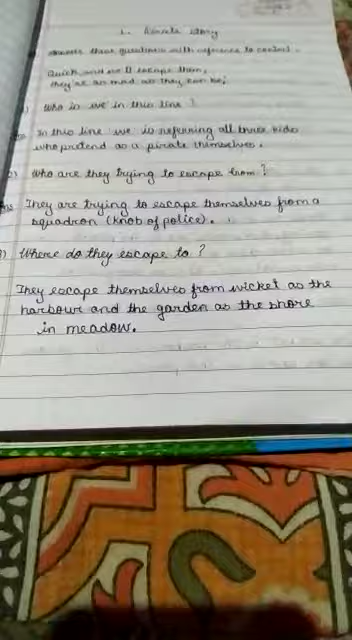 1. Pirate story
Answer these questions with reference to context.
Quick and we'll escape them,
they're as mad as they can be;
Who is we in this line?
In this line we is referring all three kids
who pretend as a pirate themselves.
Who are they trying to escape from?
They are trying to escape themselves from a
squadron (knob of police).
Where do they escape to?
They escape themselves from wicket as the
harbour and the garden as the shore
in meadow.